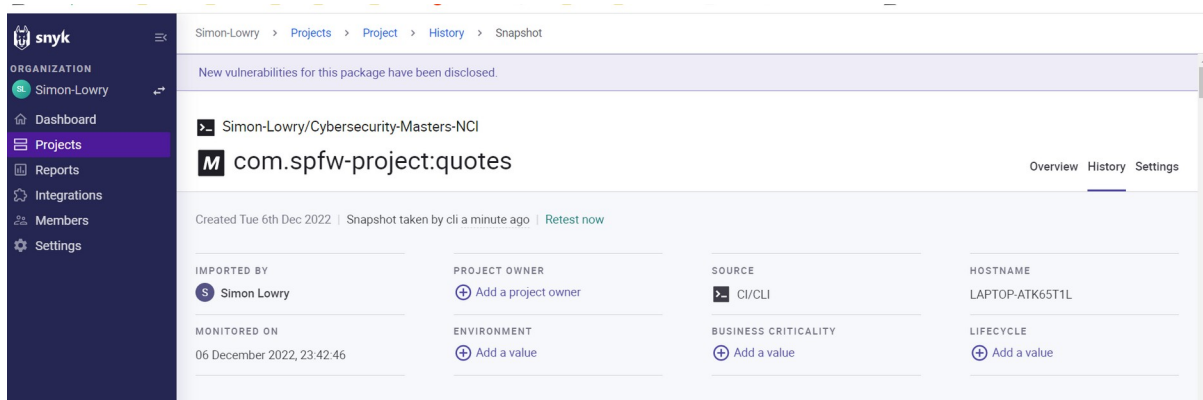 snyk
Simon-Lowry > Projects > Project > History > Snapshot
ORGANIZATION
SL Simon-Lowry
New vulnerabilities for this package have been disclosed.
Dashboard
Projects
Reports
Integrations
Members
Settings
Simon-Lowry/Cybersecurity-Masters-NCI
M com.spfw-project:quotes
Overview History Settings
Created Tue 6th Dec 2022 | Snapshot taken by cli a minute ago | Retest now
IMPORTED BY
S Simon Lowry
PROJECT OWNER
Add a project owner
SOURCE
CI/CLI
HOSTNAME
LAPTOP-ATK65T1L
MONITORED ON
06 December 2022, 23:42:46
ENVIRONMENT
Add a value
BUSINESS CRITICALITY
Add a value
LIFECYCLE
Add a value